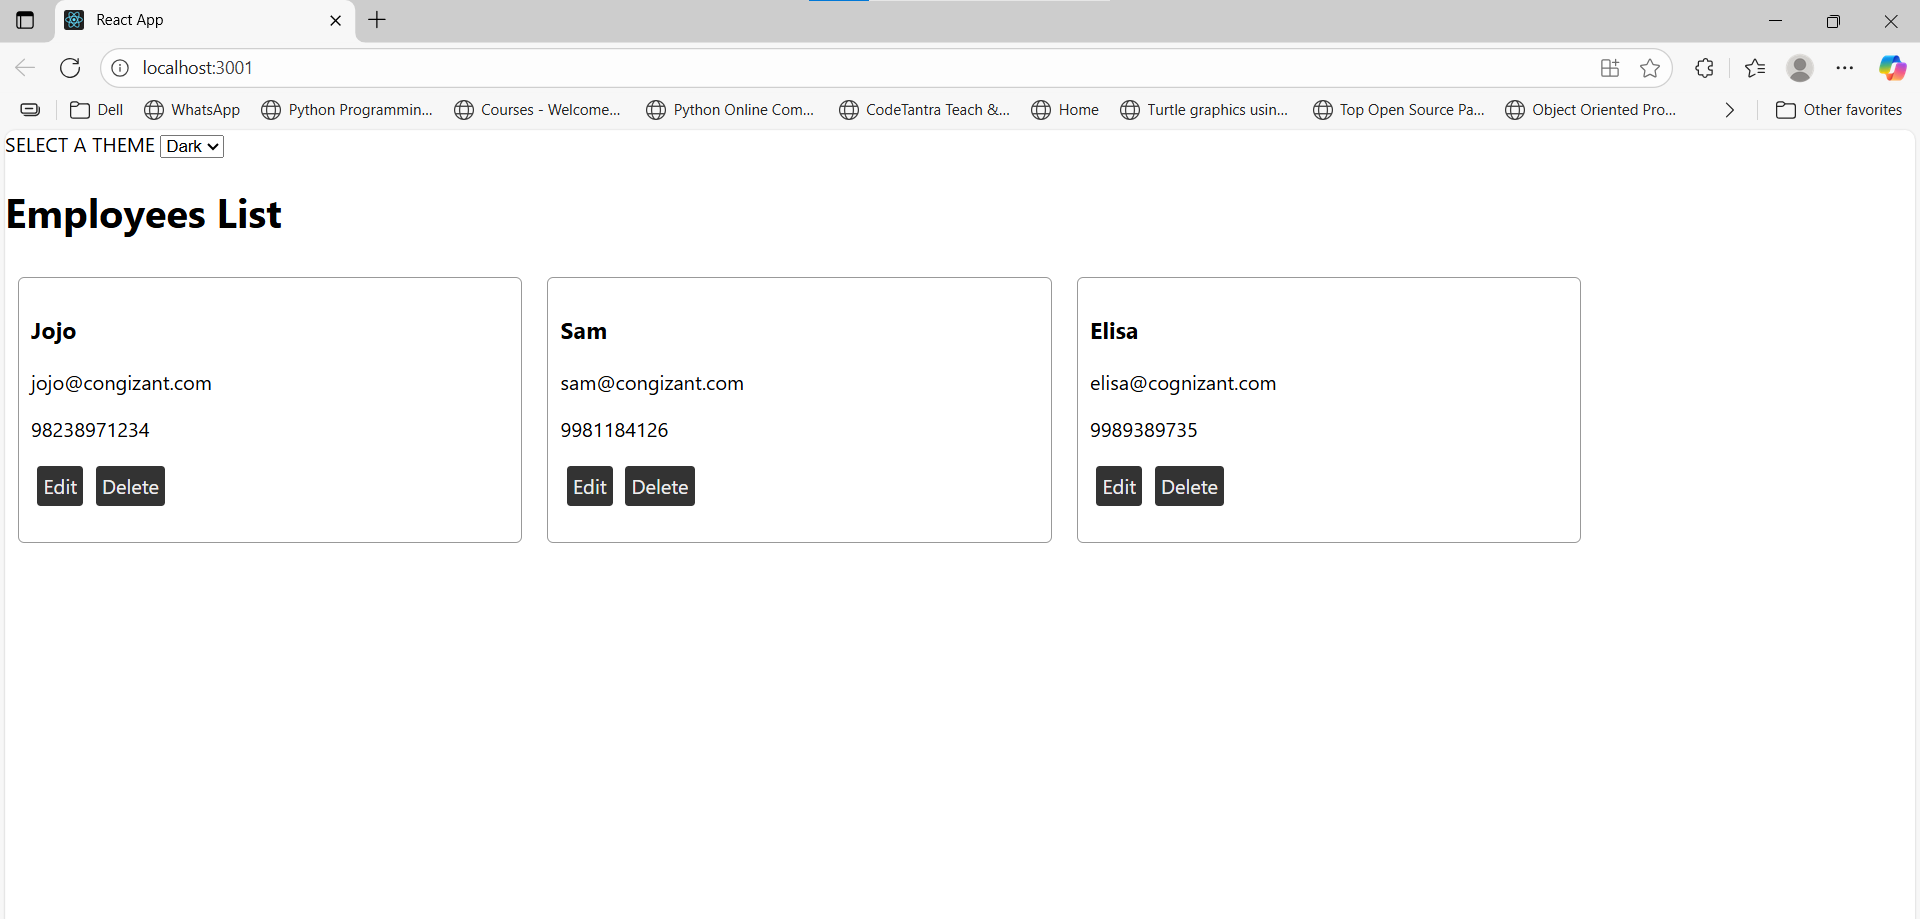 React App
localhost:3001
Dell WhatsApp Python Programmin... Courses - Welcome... Python Online Com... CodeTantra Teach &... Home Turtle graphics usin... Top Open Source Pa... Object Oriented Pro... Other favorites
SELECT A THEME Dark
Employees List
Jojo
jojo@congizant.com
98238971234
Edit Delete
Sam
sam@congizant.com
9981184126
Edit Delete
Elisa
elisa@cognizant.com
9989389735
Edit Delete